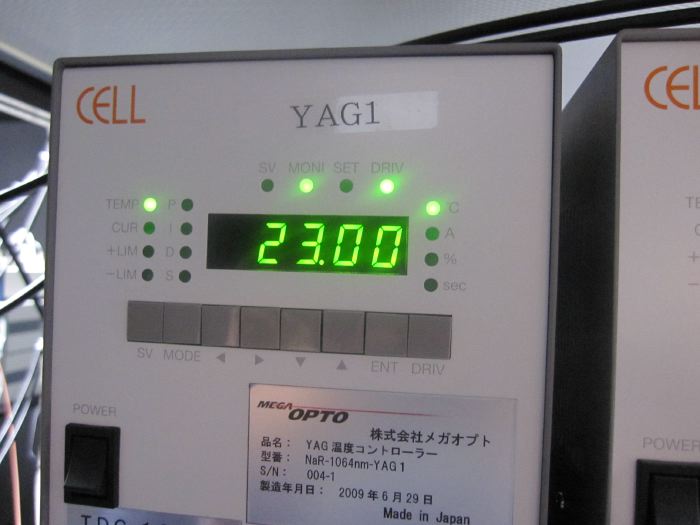 CELL
YAG1
CEL
SV MONI SET DRIV
TEMP P
CUR I
+LIM D
-LIM S
23.00
C
A
%
sec
SV MODE ◀ ▶ ▼ ▲ ENT DRIV
POWER
MEGA OPTO 株式会社メガオプト
品名： YAG 温度コントローラー
型番： NaR-1064nm-YAG1
S/N： 004-1
製造年月日： 2009年6月29日
Made in Japan
POWER